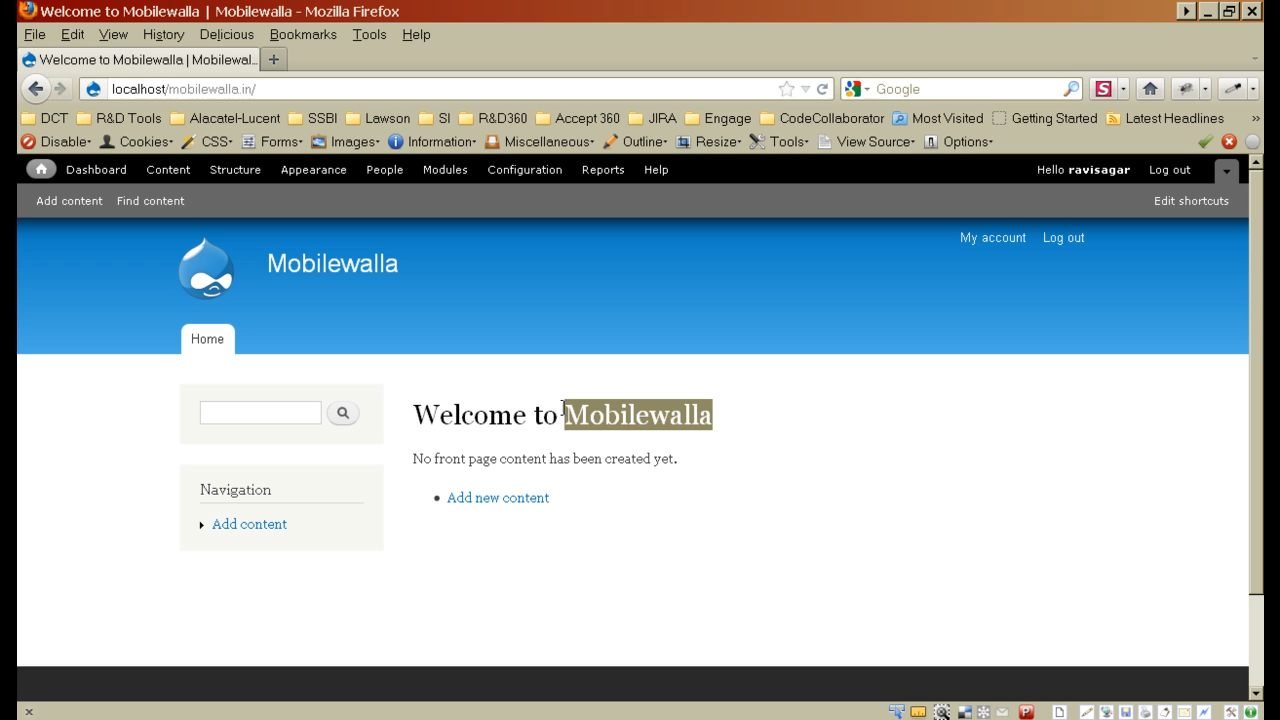 Welcome to Mobilewalla | Mobilewalla - Mozilla Firefox
File Edit View History Delicious Bookmarks Tools Help
Welcome to Mobilewalla | Mobilewal...
localhost/mobilewalla.in/ Google
DCT R&D Tools Alacatel-Lucent SSBI Lawson SI R&D360 Accept 360 JIRA Engage CodeCollaborator Most Visited Getting Started Latest Headlines »
Disable Cookies CSS Forms Images Information Miscellaneous Outline Resize Tools View Source Options
Dashboard Content Structure Appearance People Modules Configuration Reports Help Hello ravisagar Log out
Add content Find content Edit shortcuts
My account Log out
Mobilewalla
Home
Welcome to Mobilewalla
No front page content has been created yet.
Navigation
Add new content
Add content